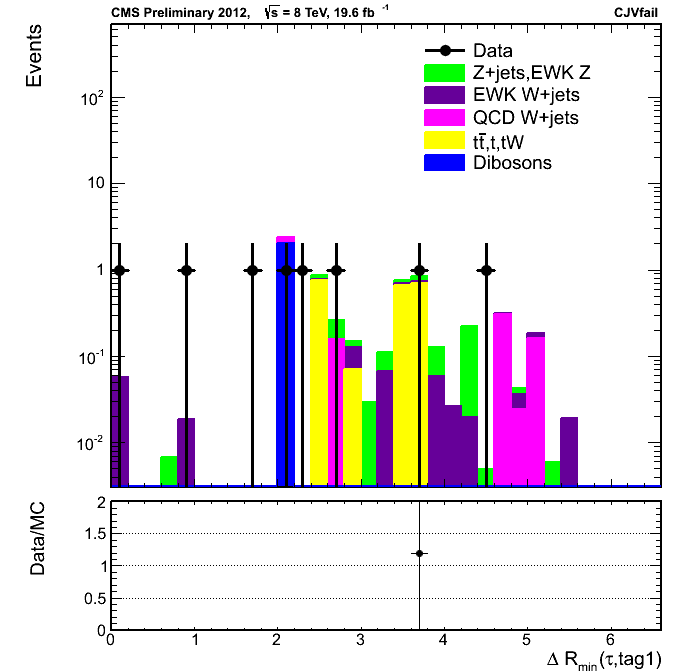 CMS Preliminary 2012, √s = 8 TeV, 19.6 fb⁻¹ CJVfail
Events
Data
Z+jets,EWK Z
EWK W+jets
QCD W+jets
tt̅,t,tW
Dibosons
10²
10
1
10⁻¹
10⁻²
Data/MC
2
1.5
1
0.5
0
0 1 2 3 4 5 6
Δ R_min(τ,tag1)